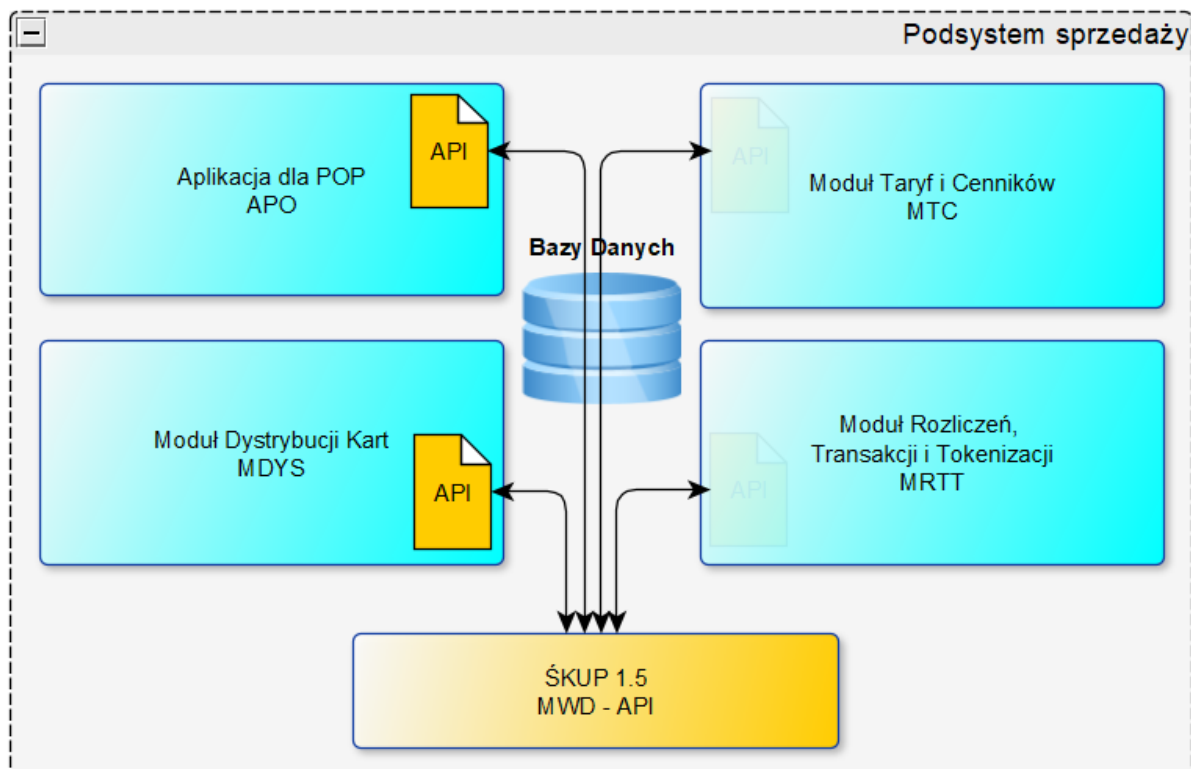 Podsystem sprzedaży
Aplikacja dla POP
APO
API
API
Moduł Taryf i Cenników
MTC
Bazy Danych
Moduł Dystrybucji Kart
MDYS
API
API
Moduł Rozliczeń,
Transakcji i Tokenizacji
MRTT
ŚKUP 1.5
MWD - API